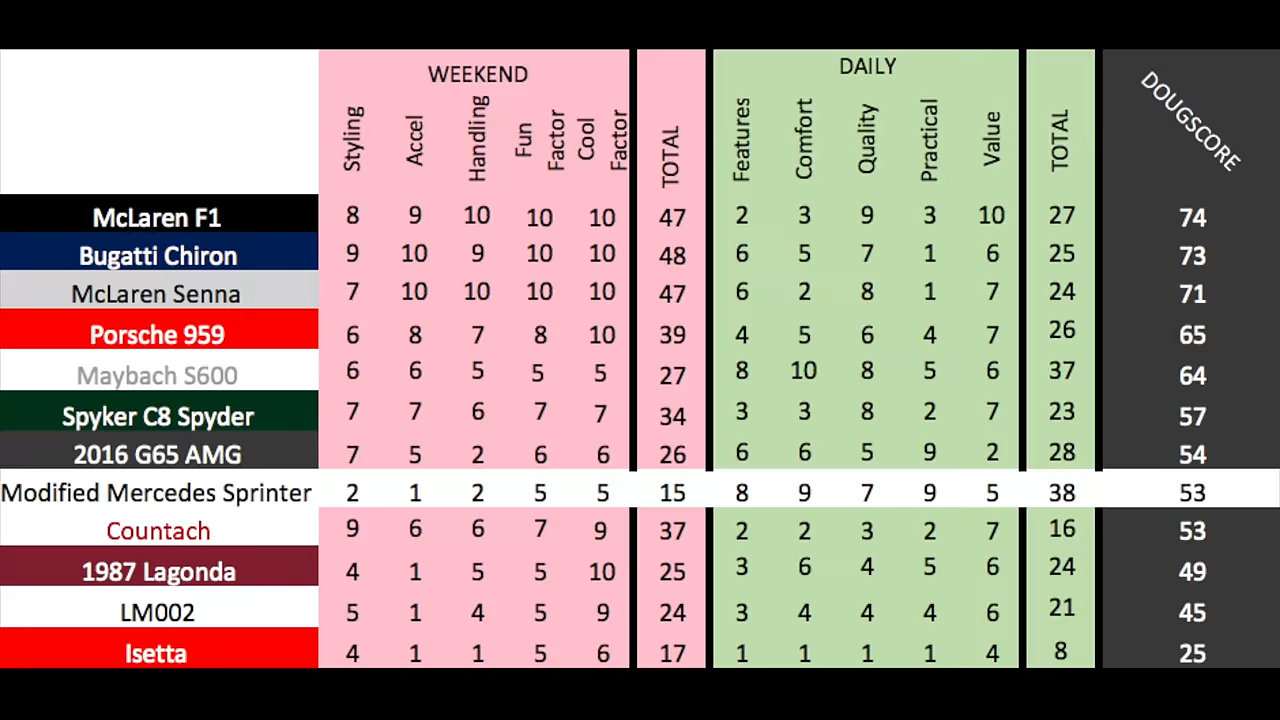 WEEKEND DAILY
Styling Accel Handling Fun Factor Cool Factor TOTAL Features Comfort Quality Practical Value TOTAL DOUGSCORE
McLaren F1 8 9 10 10 10 47 2 3 9 3 10 27 74
Bugatti Chiron 9 10 9 10 10 48 6 5 7 1 6 25 73
McLaren Senna 7 10 10 10 10 47 6 2 8 1 7 24 71
Porsche 959 6 8 7 8 10 39 4 5 6 4 7 26 65
Maybach S600 6 6 5 5 5 27 8 10 8 5 6 37 64
Spyker C8 Spyder 7 7 6 7 7 34 3 3 8 2 7 23 57
2016 G65 AMG 7 5 2 6 6 26 6 6 5 9 2 28 54
Modified Mercedes Sprinter 2 1 2 5 5 15 8 9 7 9 5 38 53
Countach 9 6 6 7 9 37 2 2 3 2 7 16 53
1987 Lagonda 4 1 5 5 10 25 3 6 4 5 6 24 49
LM002 5 1 4 5 9 24 3 4 4 4 6 21 45
Isetta 4 1 1 5 6 17 1 1 1 1 4 8 25